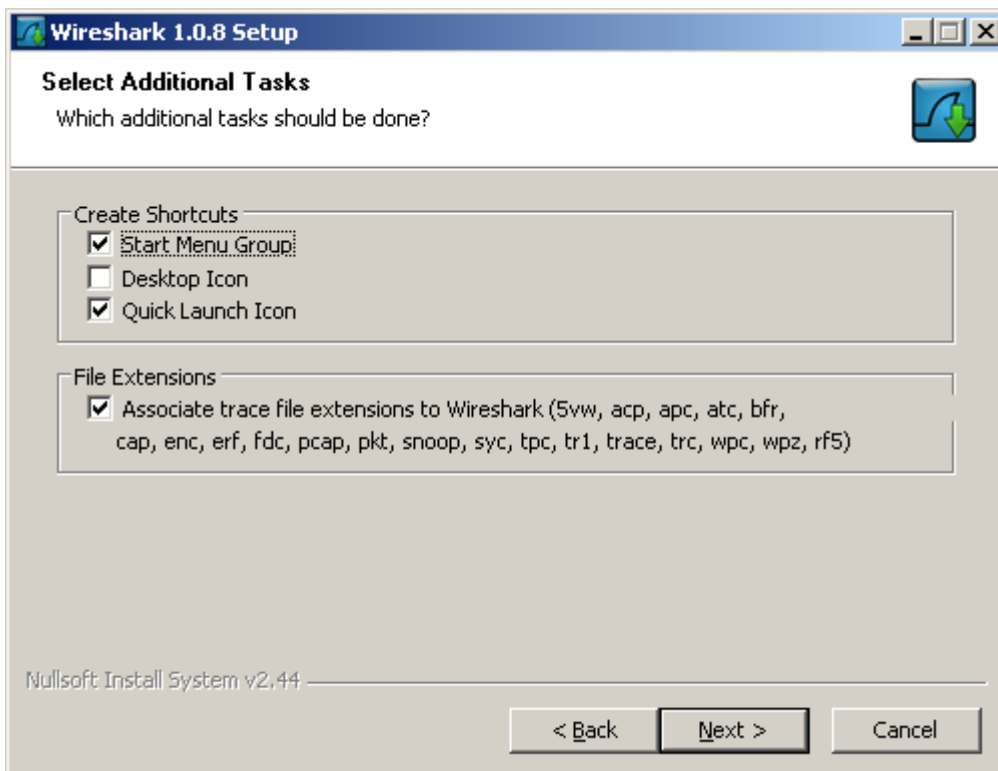 Wireshark 1.0.8 Setup
Select Additional Tasks
Which additional tasks should be done?
Create Shortcuts
Start Menu Group
Desktop Icon
Quick Launch Icon
File Extensions
Associate trace file extensions to Wireshark (5vw, acp, apc, atc, bfr,
cap, enc, erf, fdc, pcap, pkt, snoop, syc, tpc, tr1, trace, trc, wpc, wpz, rf5)
Nullsoft Install System v2.44
< Back Next > Cancel